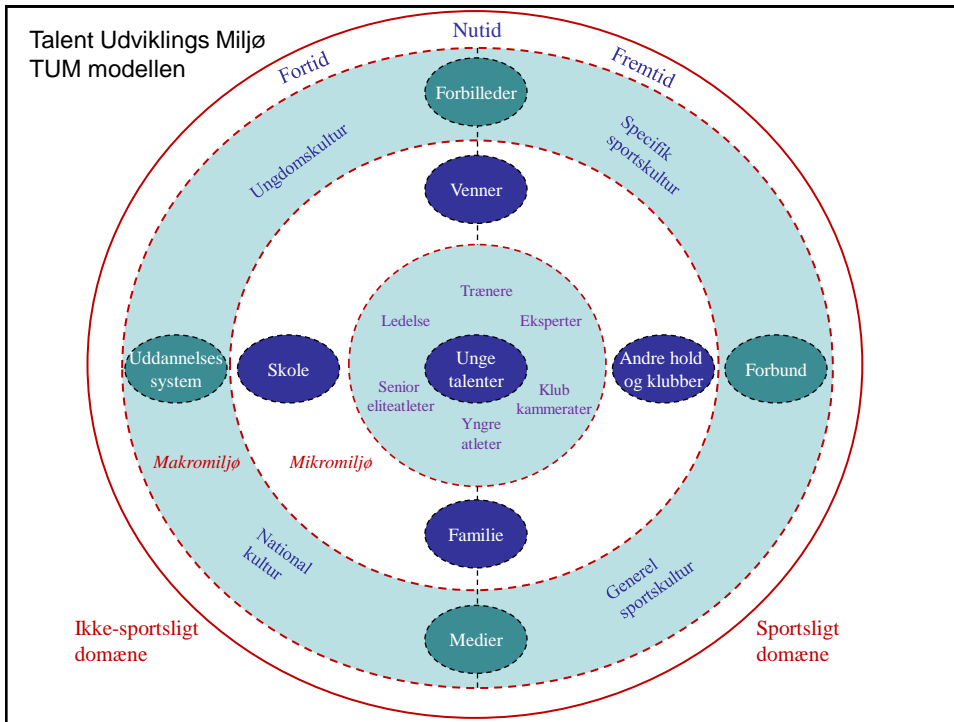 Talent Udviklings Miljø
TUM modellen
Nutid
Fortid
Fremtid
Forbilleder
Ungdomskultur
Specifik
sportskultur
Venner
Trænere
Ledelse
Eksperter
Uddannelses
system
Skole
Unge
talenter
Andre hold
og klubber
Forbund
Senior
eliteatleter
Klub
kammerater
Yngre
atleter
Makromiljø
Mikromiljø
Familie
National
kultur
Generel
sportskultur
Medier
Ikke-sportsligt
domæne
Sportsligt
domæne